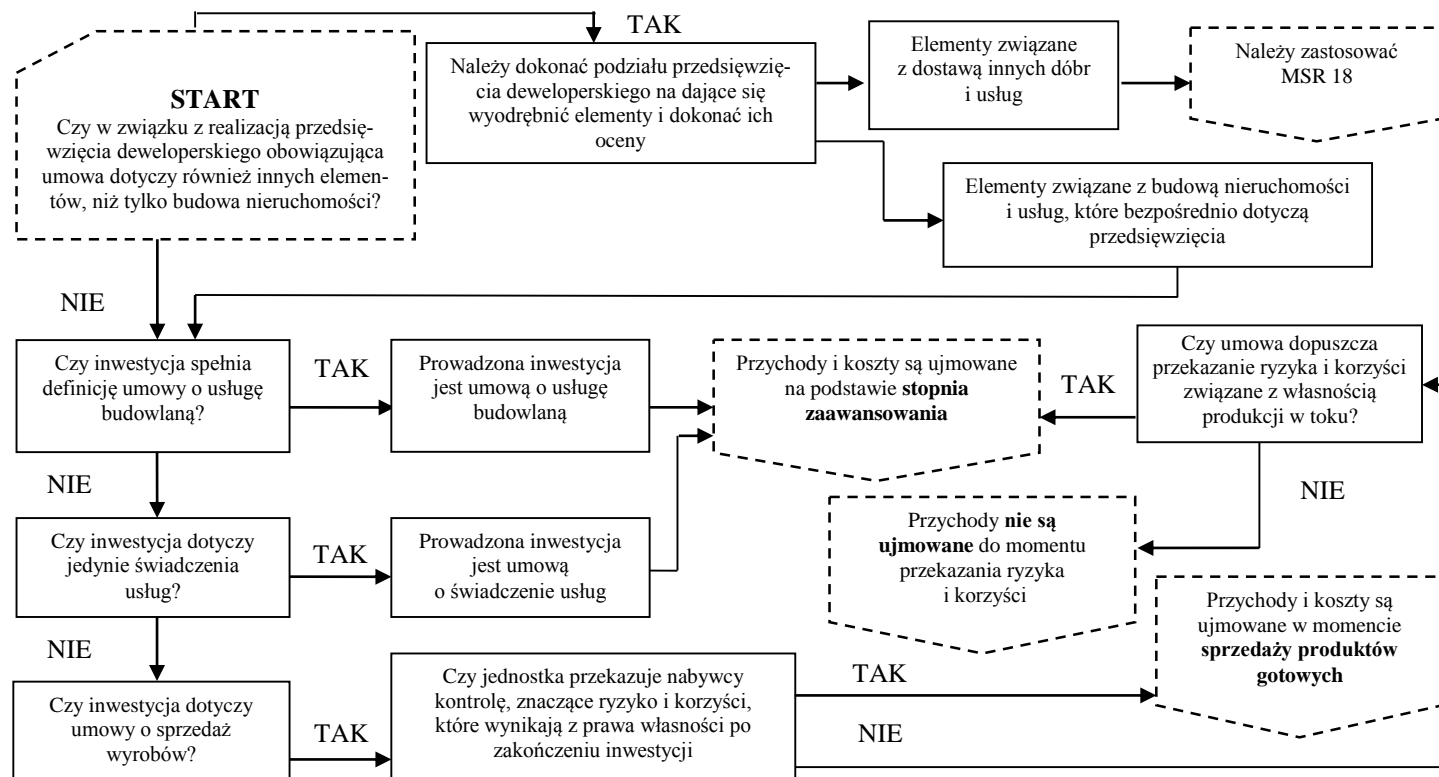 START
Czy w związku z realizacją przedsię-
wzięcia deweloperskiego obowiązująca
umowa dotyczy również innych elemen-
tów, niż tylko budowa nieruchomości?
TAK
Należy dokonać podziału przedsięwzię-
cia deweloperskiego na dające się
wyodrębnić elementy i dokonać ich
oceny
Elementy związane
z dostawą innych dóbr
i usług
Należy zastosować
MSR 18
Elementy związane z budową nieruchomości
i usług, które bezpośrednio dotyczą
przedsięwzięcia
NIE
Czy inwestycja spełnia
definicję umowy o usługę
budowlaną?
TAK
Prowadzona inwestycja
jest umową o usługę
budowlaną
Przychody i koszty są ujmowane
na podstawie stopnia
zaawansowania
TAK
Czy umowa dopuszcza
przekazanie ryzyka i korzyści
związane z własnością
produkcji w toku?
NIE
NIE
Czy inwestycja dotyczy
jedynie świadczenia
usług?
TAK
Prowadzona inwestycja
jest umową
o świadczenie usług
Przychody nie są
ujmowane do momentu
przekazania ryzyka
i korzyści
Przychody i koszty są
ujmowane w momencie
sprzedaży produktów
gotowych
NIE
Czy inwestycja dotyczy
umowy o sprzedaż
wyrobów?
TAK
Czy jednostka przekazuje nabywcy
kontrolę, znaczące ryzyko i korzyści,
które wynikają z prawa własności po
zakończeniu inwestycji
TAK
NIE